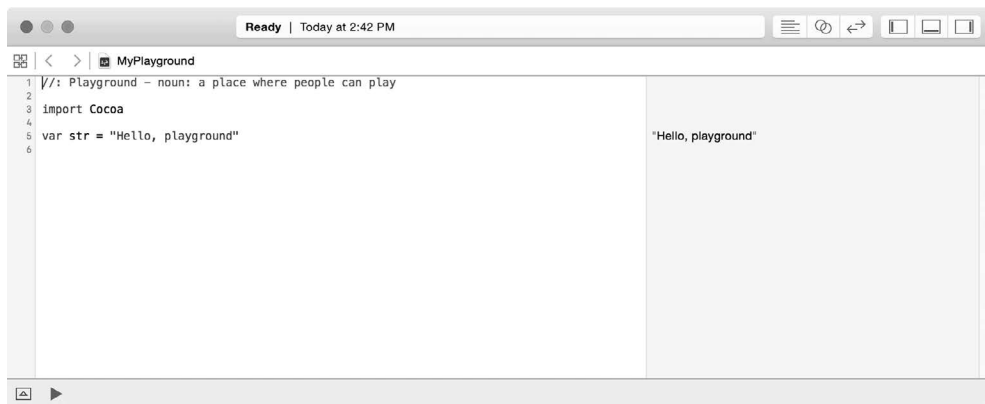 Ready | Today at 2:42 PM
MyPlayground
1 //: Playground – noun: a place where people can play
2
3 import Cocoa
4
5 var str = "Hello, playground"
"Hello, playground"
6